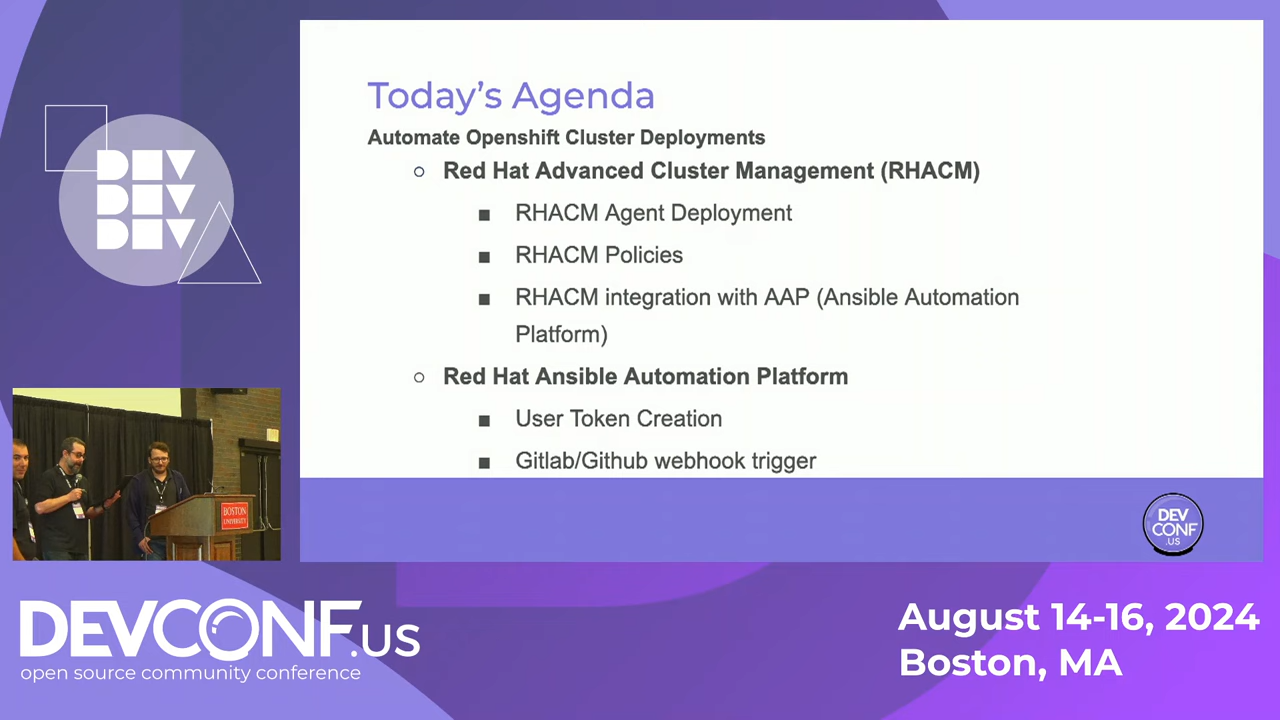 Today's Agenda
Automate Openshift Cluster Deployments
Red Hat Advanced Cluster Management (RHACM)
RHACM Agent Deployment
RHACM Policies
RHACM integration with AAP (Ansible Automation
Platform)
Red Hat Ansible Automation Platform
User Token Creation
Gitlab/Github webhook trigger
DEV
DEV
DEV
BOSTON
UNIVERSITY
DEV
CONF
.US
DEVCONF.US
open source community conference
August 14-16, 2024
Boston, MA